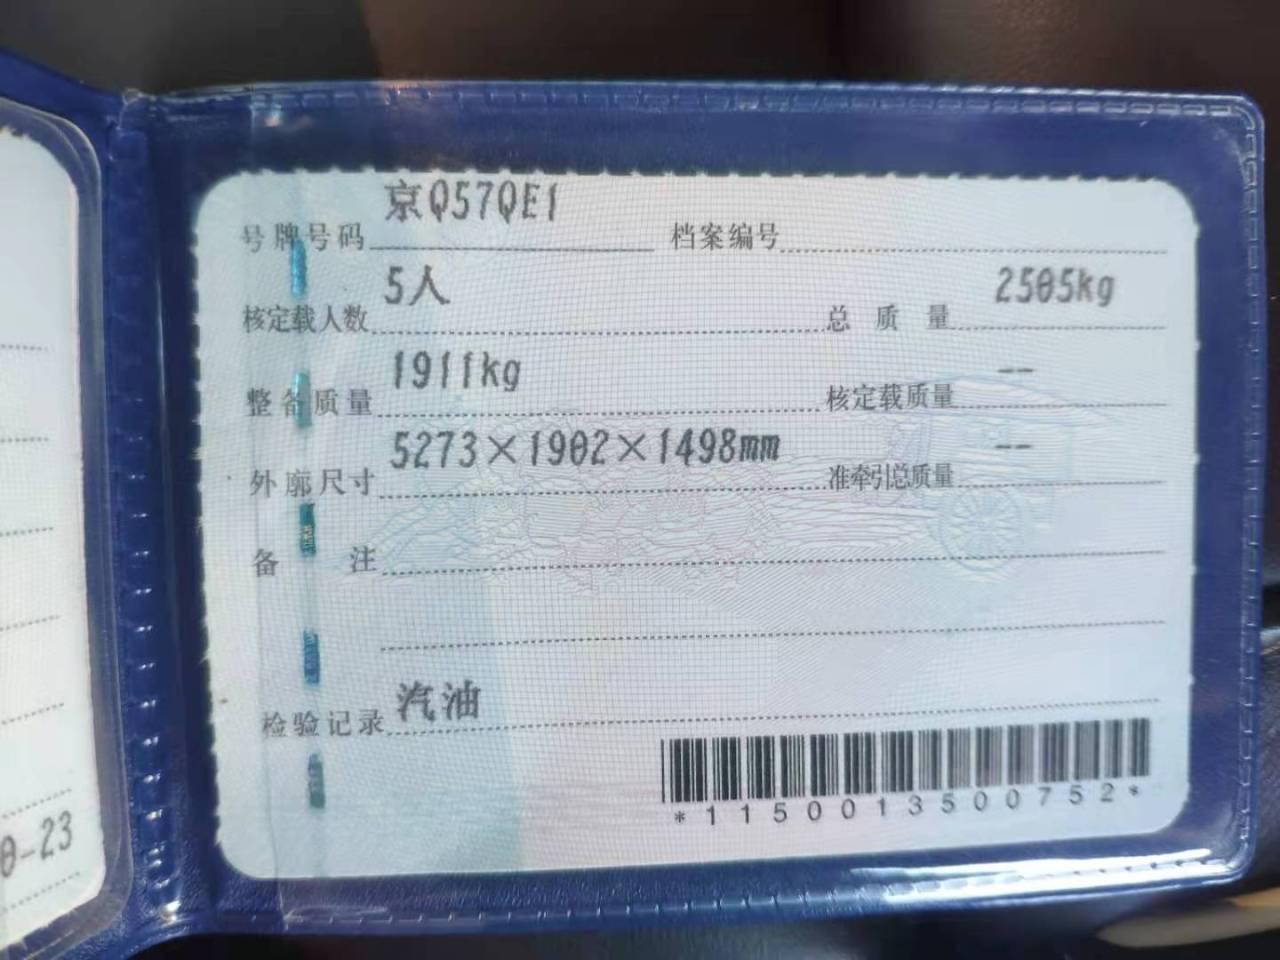 号牌号码 京Q57QE1 档案编号
核定载人数 5人 总质量 2505kg
整备质量 1911kg 核定载质量 --
外廓尺寸 5273×1902×1498mm 准牵引总质量 --
备注
检验记录 汽油
*1150013500752*
0-23